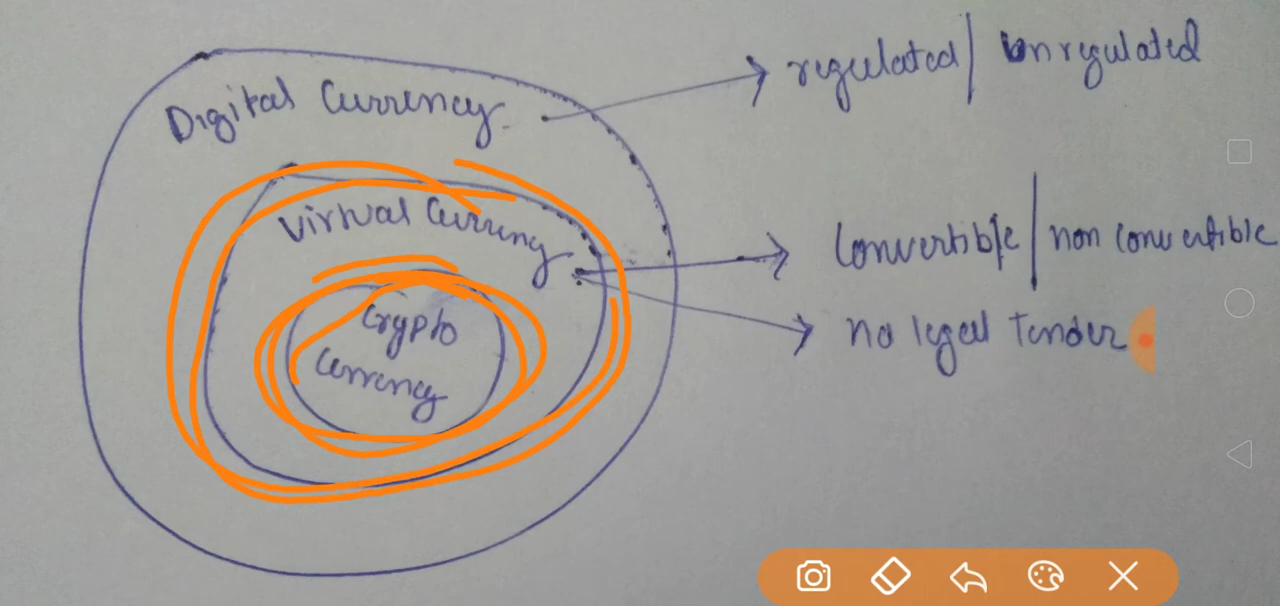 Digital Currency
regulated / unregulated
Virtual Currency
Convertible / non convertible
no legal Tender
Crypto
Currency